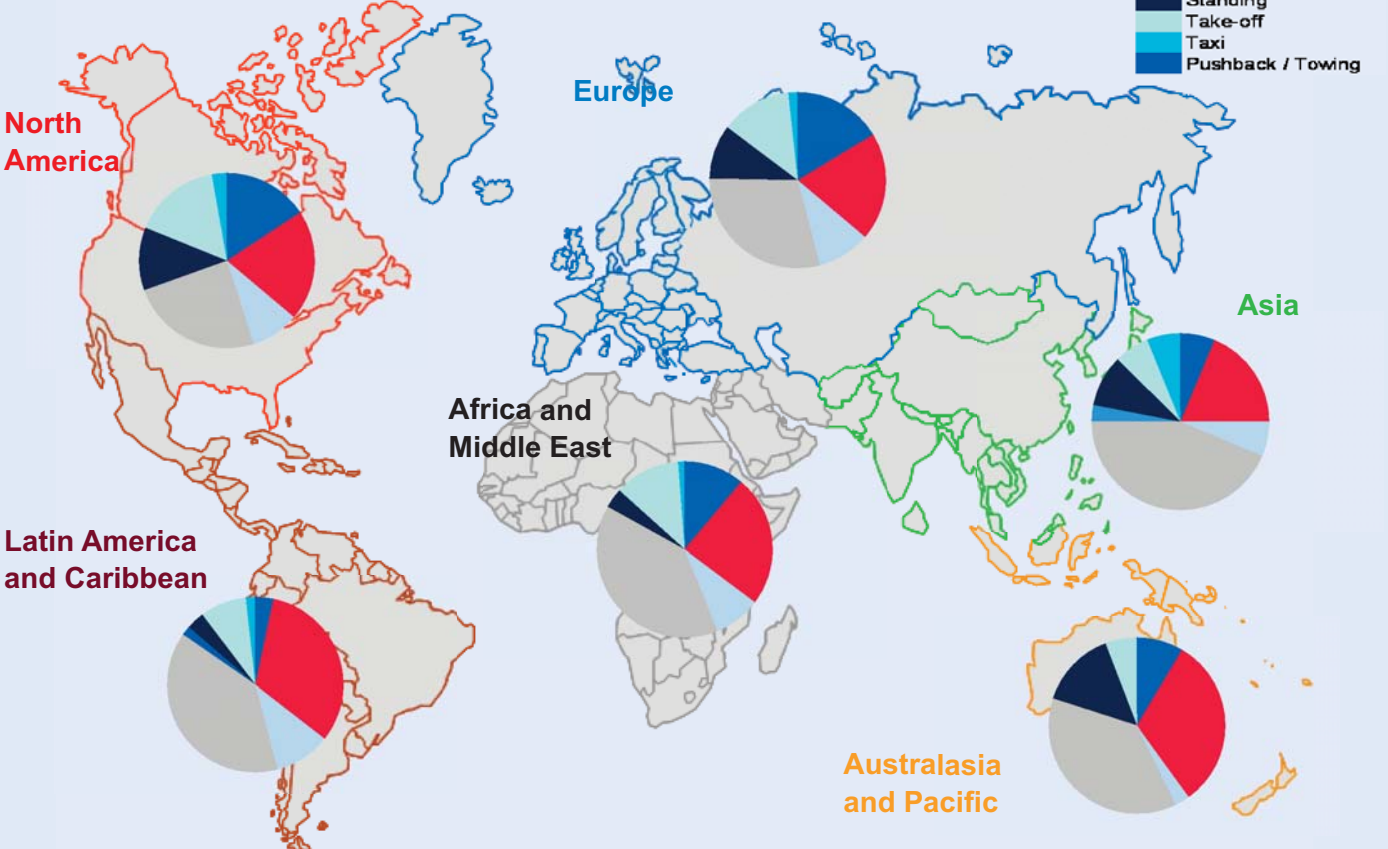 Standing
Take-off
Taxi
Pushback / Towing
Europe
North
America
Asia
Africa and
Middle East
Latin America
and Caribbean
Australasia
and Pacific